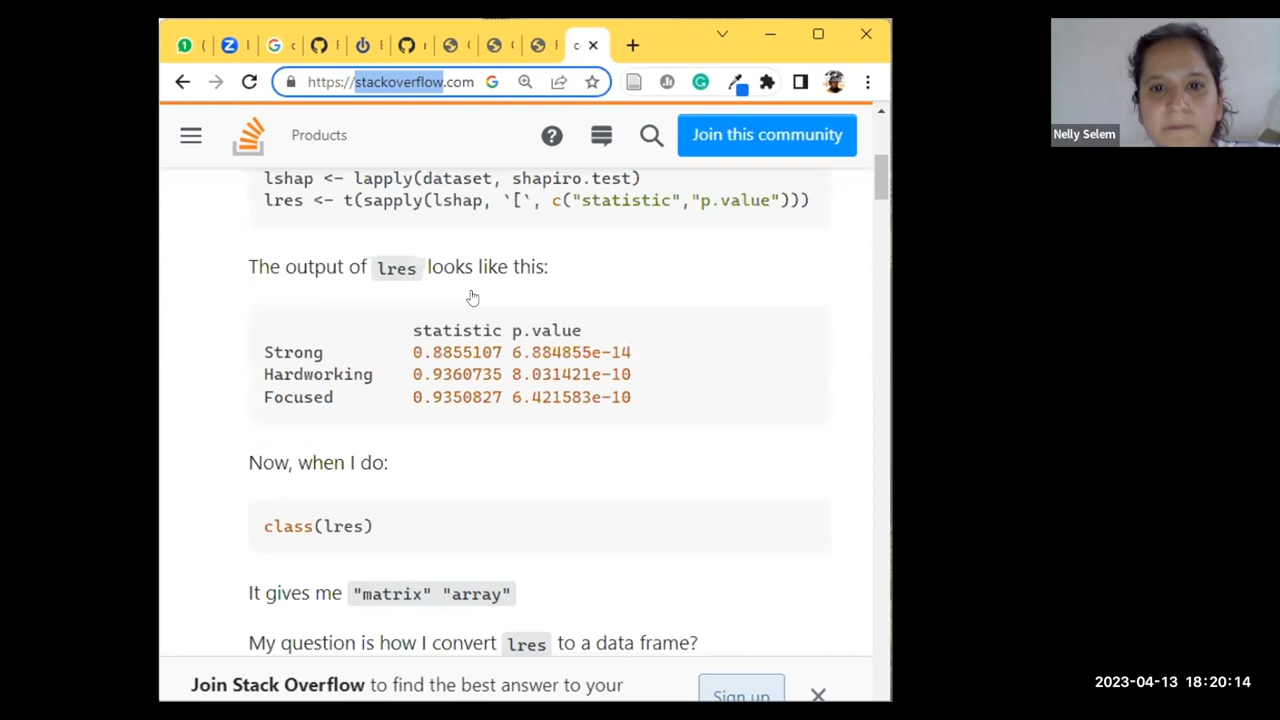 https://stackoverflow.com
Products
Join this community
lshap <- lapply(dataset, shapiro.test)
lres <- t(sapply(lshap, `[`, c("statistic","p.value")))
The output of lres looks like this:
statistic p.value
Strong 0.8855107 6.884855e-14
Hardworking 0.9360735 8.031421e-10
Focused 0.9350827 6.421583e-10
Now, when I do:
class(lres)
It gives me "matrix" "array"
My question is how I convert lres to a data frame?
Join Stack Overflow to find the best answer to your
Sign up
Nelly Selem
2023-04-13 18:20:14